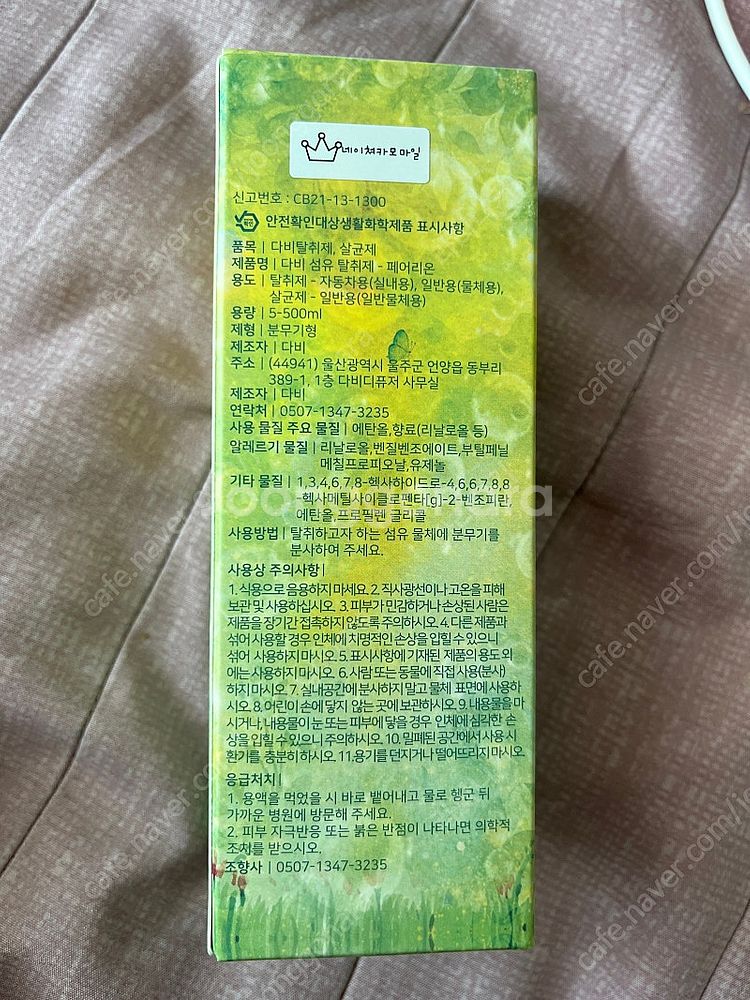 네이쳐카모마일
신고번호 : CB21-13-1300
안전확인대상생활화학제품 표시사항
품목 | 다비탈취제, 살균제
제품명 | 다비 섬유 탈취제 - 페어리온
용도 | 탈취제 - 자동차용(실내용), 일반용(물체용),
살균제 - 일반용(일반물체용)
용량 | 5-500ml
제형 | 분무기형
제조자 | 다비
주소 | (44941) 울산광역시 울주군 언양읍 동부리
389-1, 1층 다비디퓨저 사무실
제조자 | 다비
연락처 | 0507-1347-3235
사용 물질 주요 물질 | 에탄올,향료(리날로올 등)
알레르기 물질 | 리날로올,벤질벤조에이트,부틸페닐
메칠프로피오날,유제놀
기타 물질 | 1,3,4,6,7,8-헥사하이드로-4,6,6,7,8,8
-헥사메틸사이클로펜타[g]-2-벤조피란,
에탄올,프로필렌 글리콜
사용방법 | 탈취하고자 하는 섬유 물체에 분무기를
분사하여 주세요.
사용상 주의사항 |
1. 식용으로 음용하지 마세요. 2. 직사광선이나 고온을 피해
보관 및 사용하십시오. 3. 피부가 민감하거나 손상된 사람은
제품을 장기간 접촉하지 않도록 주의하시오. 4. 다른 제품과
섞어 사용할 경우 인체에 치명적인 손상을 입힐 수 있으니
섞어 사용하지 마시오. 5. 표시사항에 기재된 제품의 용도 외
에는 사용하지 마시오. 6. 사람 또는 동물에 직접 사용(분사)
하지 마시오. 7. 실내공간에 분사하지 말고 물체 표면에 사용하
시오. 8. 어린이 손에 닿지 않는 곳에 보관하시오. 9. 내용물을 마
시거나, 내용물이 눈 또는 피부에 닿을 경우 인체에 심각한 손
상을 입힐 수 있으니 주의하시오. 10. 밀폐된 공간에서 사용 시
환기를 충분히 하시오. 11. 용기를 던지거나 떨어뜨리지 마시오.
응급처치 |
1. 용액을 먹었을 시 바로 뱉어내고 물로 헹군 뒤
가까운 병원에 방문해 주세요.
2. 피부 자극반응 또는 붉은 반점이 나타나면 의학적
조치를 받으시오.
조향사 | 0507-1347-3235
cafe.naver.com/
cafe.naver.com/
cafe.naver.com/
cafe.naver.com/